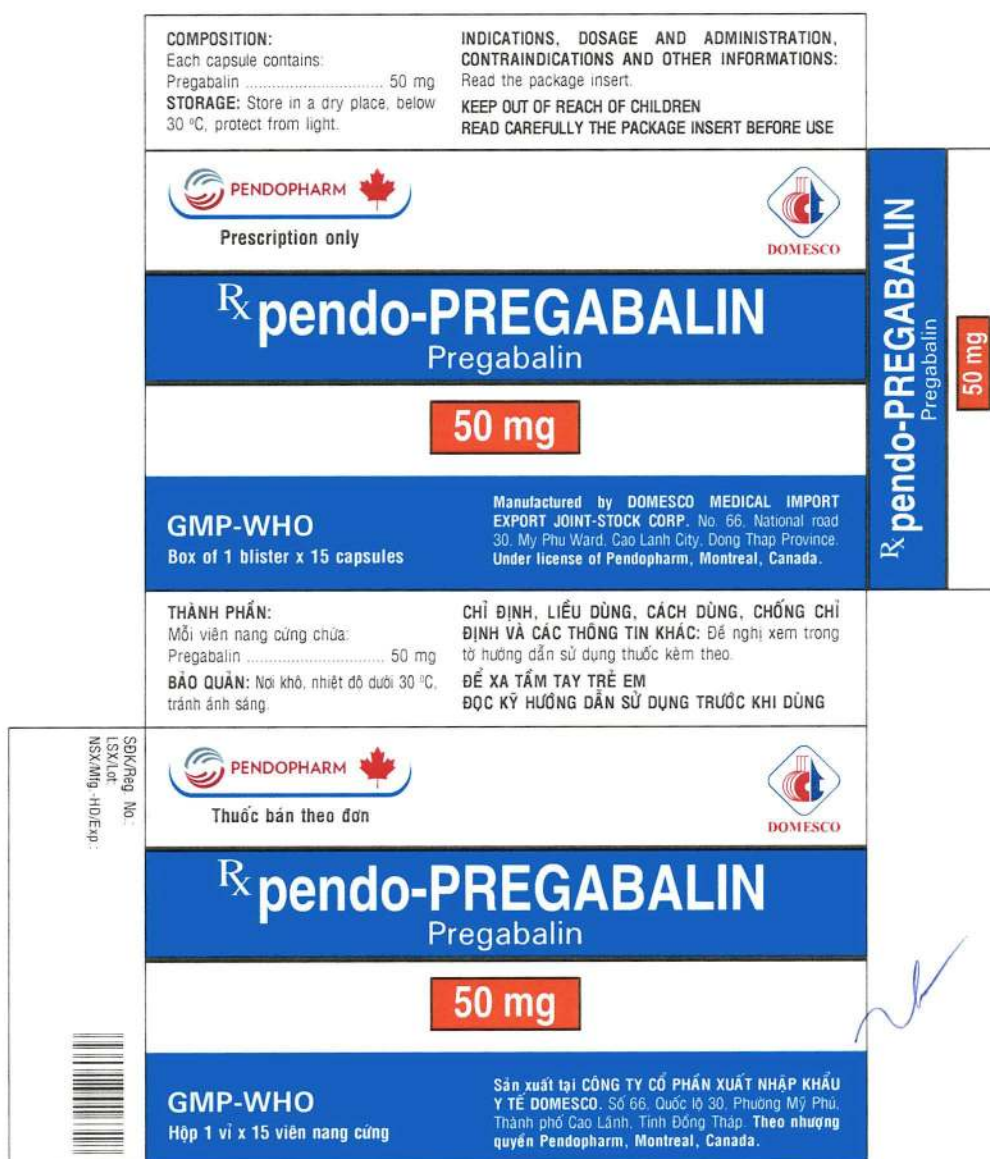 COMPOSITION:
Each capsule contains:
Pregabalin ................................ 50 mg
STORAGE: Store in a dry place, below
30 ºC, protect from light.
INDICATIONS, DOSAGE AND ADMINISTRATION,
CONTRAINDICATIONS AND OTHER INFORMATIONS:
Read the package insert.
KEEP OUT OF REACH OF CHILDREN
READ CAREFULLY THE PACKAGE INSERT BEFORE USE
PENDOPHARM
Prescription only
DOMESCO
Rx pendo-PREGABALIN
Pregabalin
50 mg
GMP-WHO
Box of 1 blister x 15 capsules
Manufactured by DOMESCO MEDICAL IMPORT
EXPORT JOINT-STOCK CORP. No. 66, National road
30, My Phu Ward, Cao Lanh City, Dong Thap Province.
Under license of Pendopharm, Montreal, Canada.
Rx pendo-PREGABALIN
Pregabalin
50 mg
THÀNH PHẦN:
Mỗi viên nang cứng chứa:
Pregabalin ................................ 50 mg
BẢO QUẢN: Nơi khô, nhiệt độ dưới 30 ºC,
tránh ánh sáng.
CHỈ ĐỊNH, LIỀU DÙNG, CÁCH DÙNG, CHỐNG CHỈ
ĐỊNH VÀ CÁC THÔNG TIN KHÁC: Đề nghị xem trong
tờ hướng dẫn sử dụng thuốc kèm theo.
ĐỂ XA TẦM TAY TRẺ EM
ĐỌC KỸ HƯỚNG DẪN SỬ DỤNG TRƯỚC KHI DÙNG
SĐK/Reg. No.:
LSX/Lot:
NSX/Mfg.-HD/Exp.:
PENDOPHARM
Thuốc bán theo đơn
DOMESCO
Rx pendo-PREGABALIN
Pregabalin
50 mg
GMP-WHO
Hộp 1 vỉ x 15 viên nang cứng
Sản xuất tại CÔNG TY CỔ PHẦN XUẤT NHẬP KHẨU
Y TẾ DOMESCO. Số 66, Quốc lộ 30, Phường Mỹ Phú,
Thành phố Cao Lãnh, Tỉnh Đồng Tháp. Theo nhượng
quyền Pendopharm, Montreal, Canada.